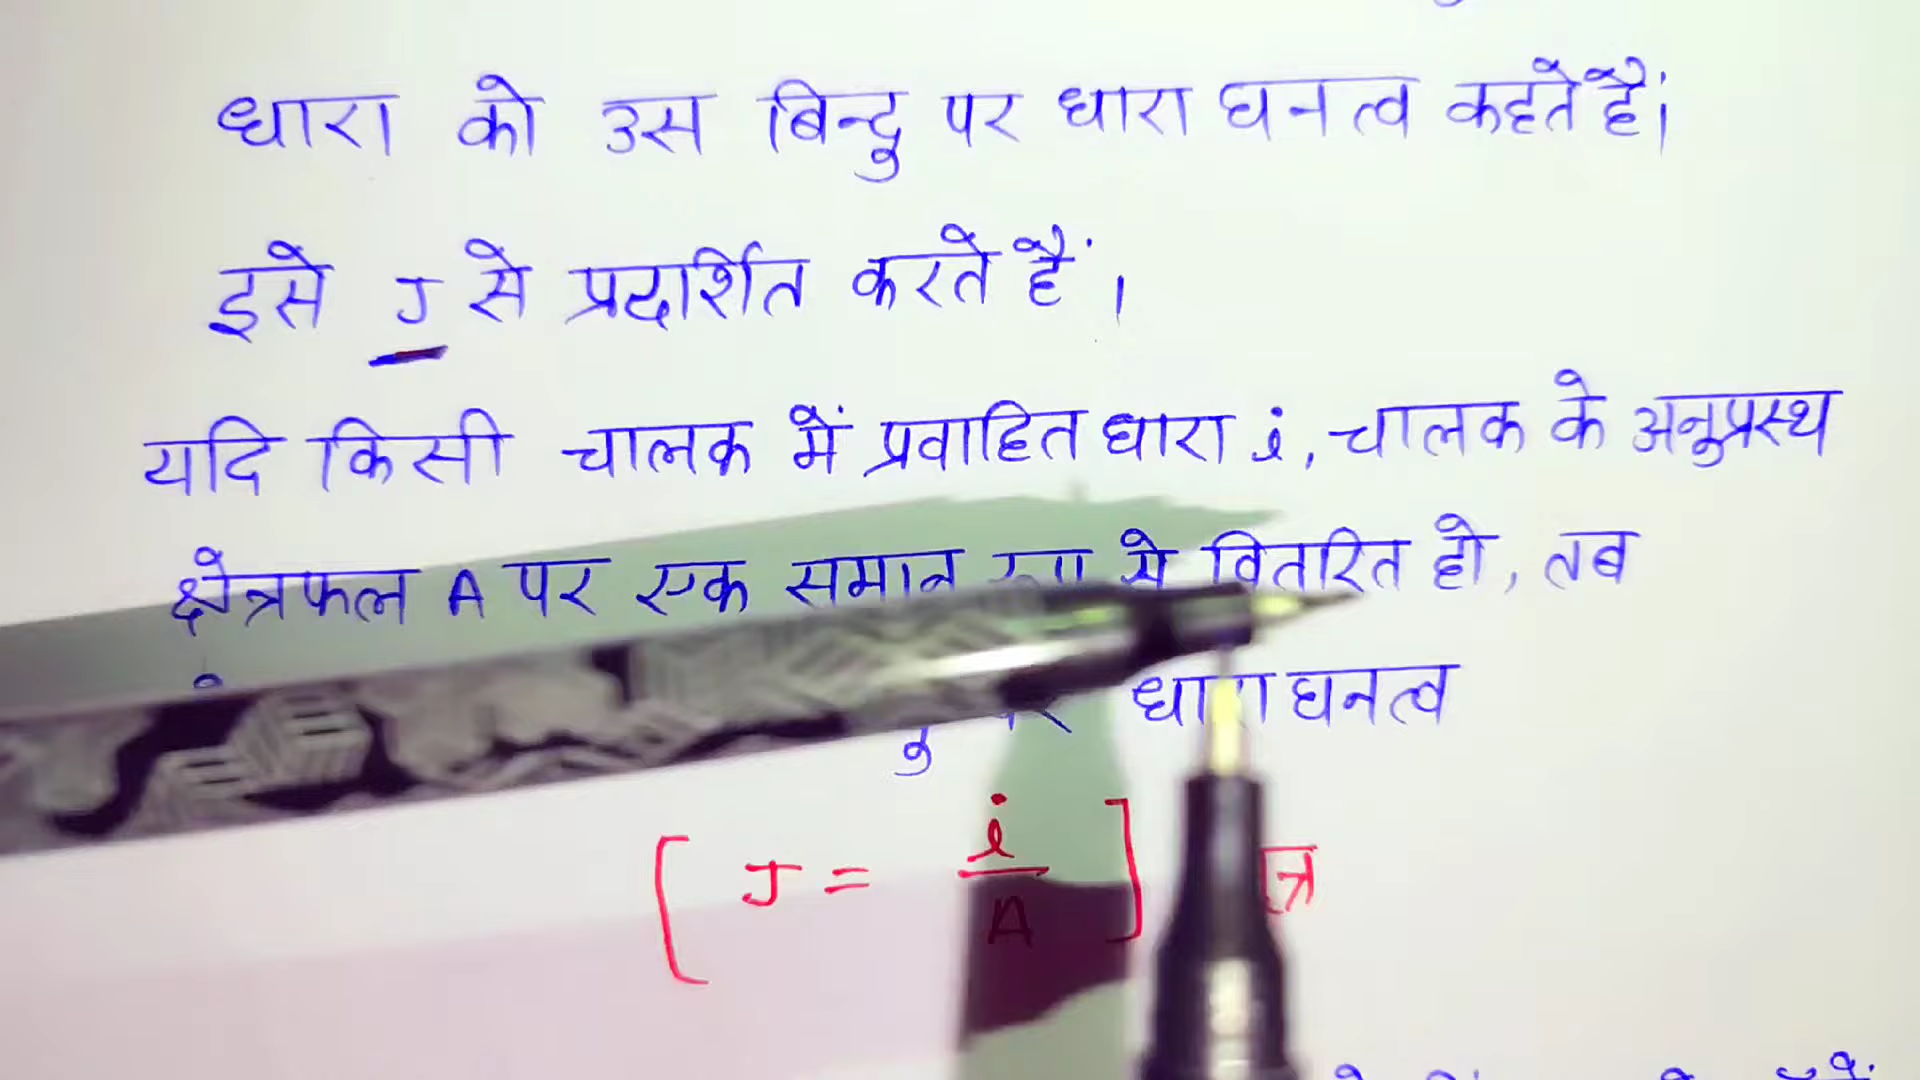 धारा को उस बिन्दु पर धारा घनत्व कहते हैं।
इसे J से प्रदर्शित करते हैं।
यदि किसी चालक में प्रवाहित धारा i, चालक के अनुप्रस्थ
क्षेत्रफल A पर एक समान रूप से वितरित हो, तब
पर धारा घनत्व
[ J = i/A ]